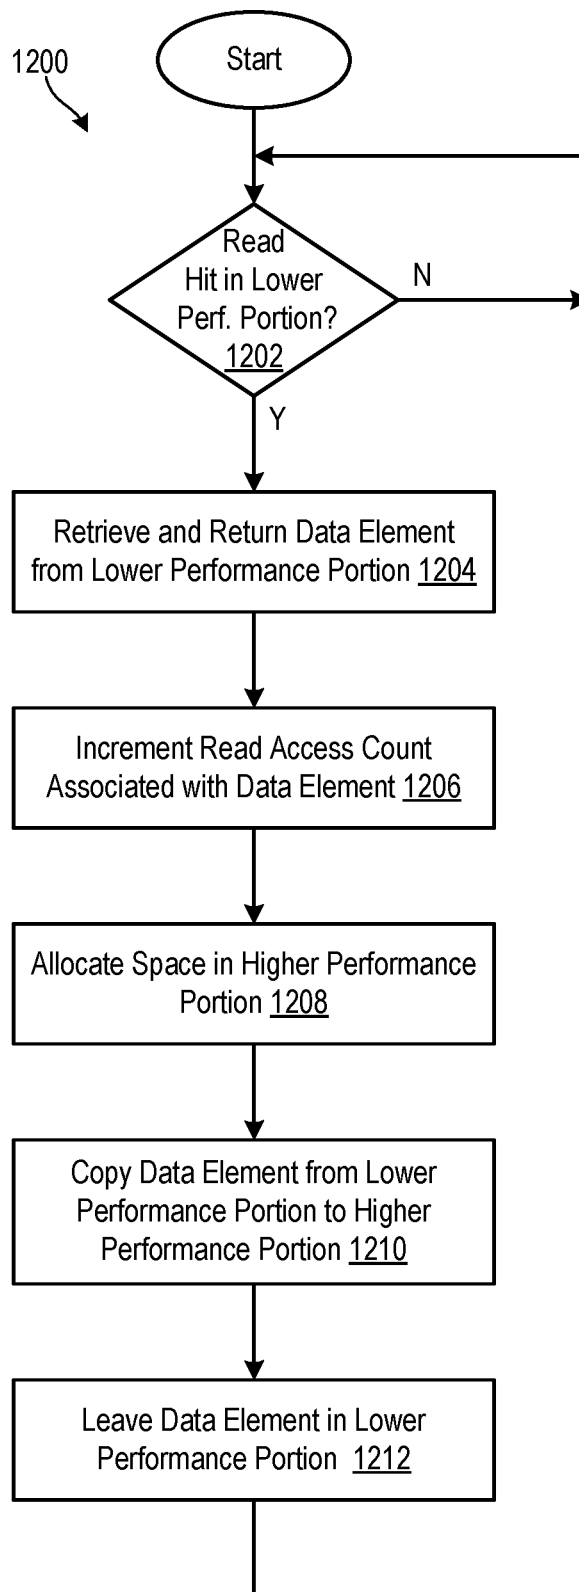 Start
1200
Read
Hit in Lower
Perf. Portion?
1202
N
Y
Retrieve and Return Data Element
from Lower Performance Portion 1204
Increment Read Access Count
Associated with Data Element 1206
Allocate Space in Higher Performance
Portion 1208
Copy Data Element from Lower
Performance Portion to Higher
Performance Portion 1210
Leave Data Element in Lower
Performance Portion 1212